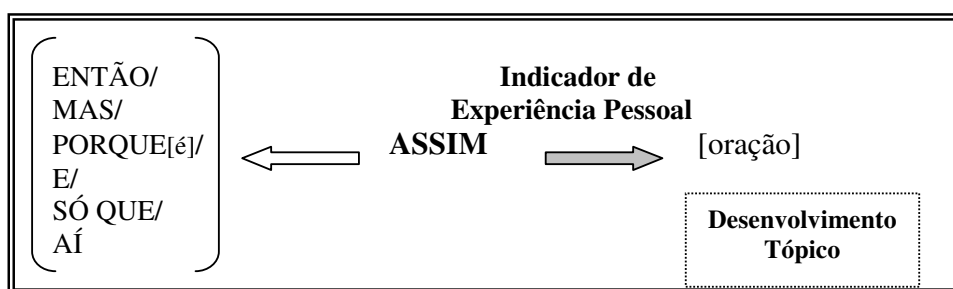 ENTÃO/
MAS/
PORQUE[é]/
E/
SÓ QUE/
AÍ
Indicador de
Experiência Pessoal
ASSIM
[oração]
Desenvolvimento
Tópico